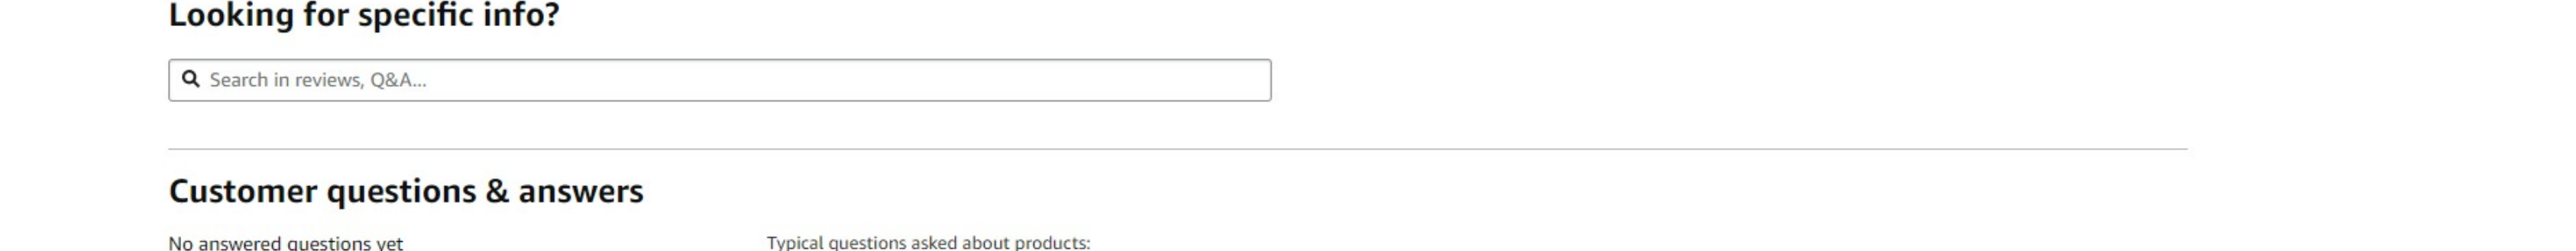 Looking for specific info?
Search in reviews, Q&A...
Customer questions & answers
No answered questions yet
Typical questions asked about products: